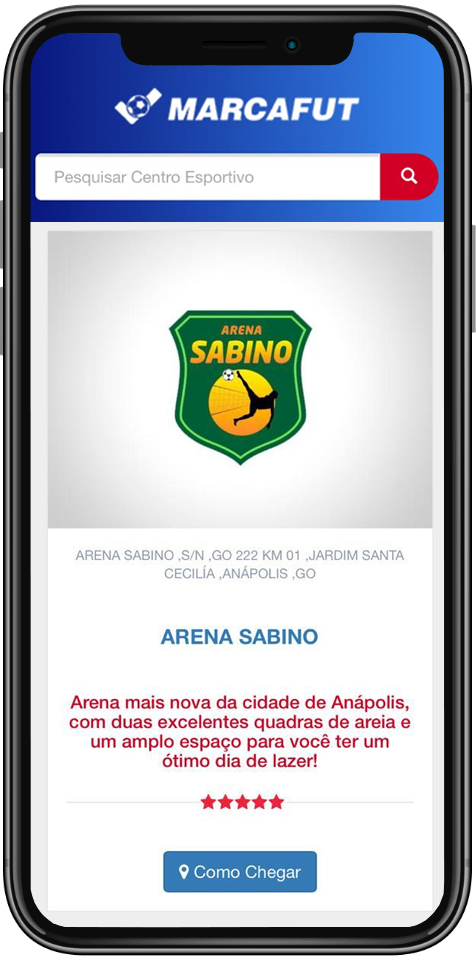 MARCAFUT
Pesquisar Centro Esportivo
ARENA
SABINO
ARENA SABINO ,S/N ,GO 222 KM 01 ,JARDIM SANTA
CECILÍA ,ANÁPOLIS ,GO
ARENA SABINO
Arena mais nova da cidade de Anápolis,
com duas excelentes quadras de areia e
um amplo espaço para você ter um
ótimo dia de lazer!
Como Chegar